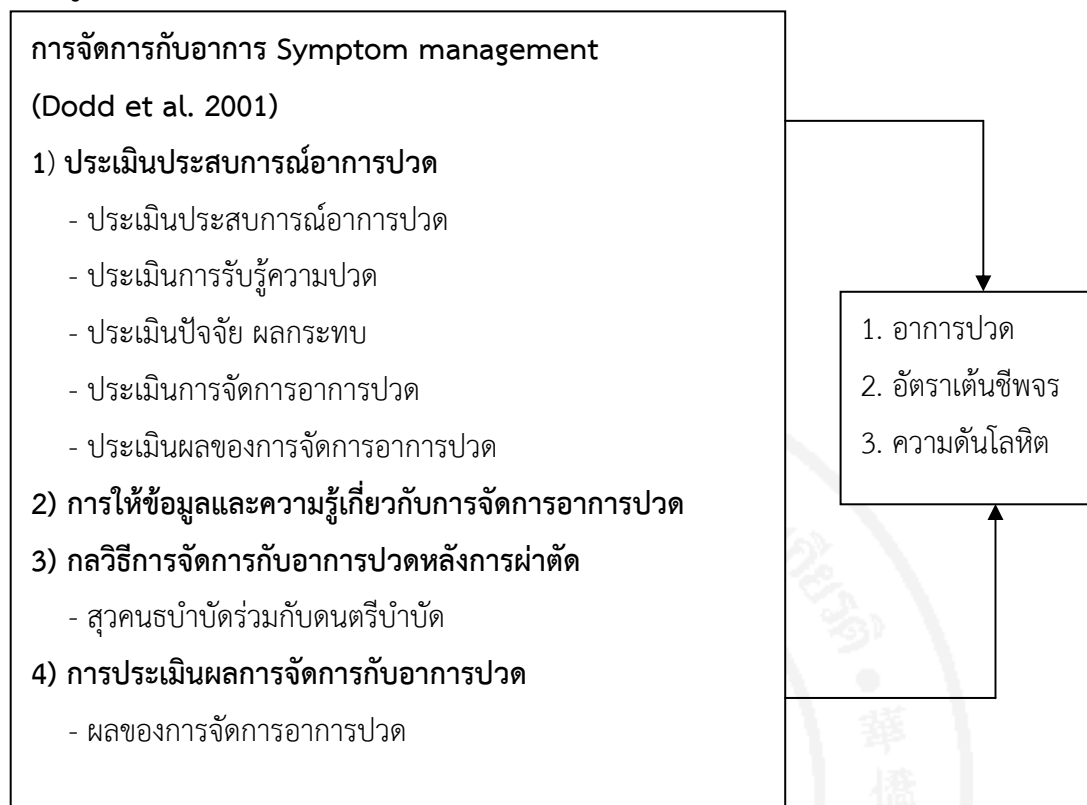 การจัดการกับอาการ Symptom management
(Dodd et al. 2001)
1) ประเมินประสบการณ์อาการปวด
- ประเมินประสบการณ์อาการปวด
- ประเมินการรับรู้ความปวด
- ประเมินปัจจัย ผลกระทบ
- ประเมินการจัดการอาการปวด
- ประเมินผลของการจัดการอาการปวด
2) การให้ข้อมูลและความรู้เกี่ยวกับการจัดการอาการปวด
3) กลวิธีการจัดการกับอาการปวดหลังการผ่าตัด
- สุวคนธบำบัดร่วมกับดนตรีบำบัด
4) การประเมินผลการจัดการกับอาการปวด
- ผลของการจัดการอาการปวด
1. อาการปวด
2. อัตราเต้นชีพจร
3. ความดันโลหิต
華
僑